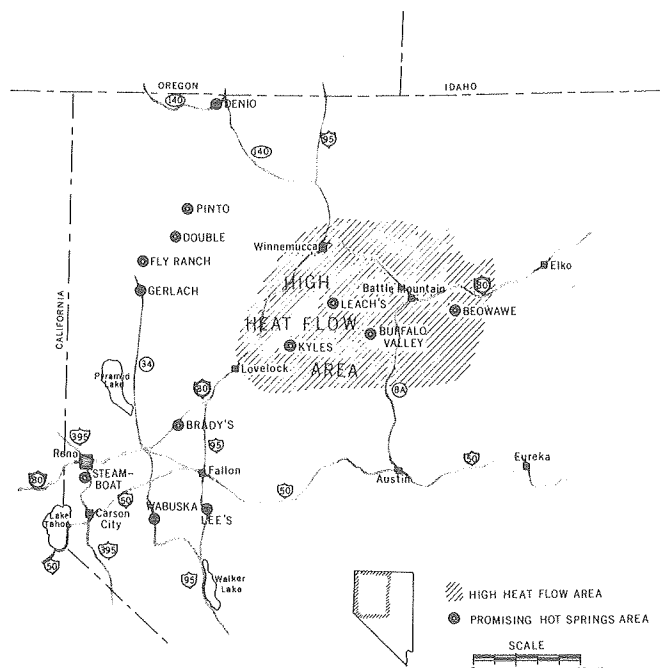 OREGON
IDAHO
140
DENIO
95
140
PINTO
DOUBLE
Winnemucca
FLY RANCH
HIGH
Elko
Battle Mountain
80
GERLACH
LEACH'S
BEOWAWE
CALIFORNIA
HEAT FLOW
BUFFALO
VALLEY
KYLES
34
Lovelock
AREA
Pyramid
Lake
80
8A
BRADY'S
395
95
Reno
50
Eureka
STEAM-
BOAT
Fallon
80
Austin
50
50
Lake
Tahoe
Carson
City
WABUSKA
LEE'S
395
50
95
Walker
Lake
HIGH HEAT FLOW AREA
PROMISING HOT SPRINGS AREA
SCALE